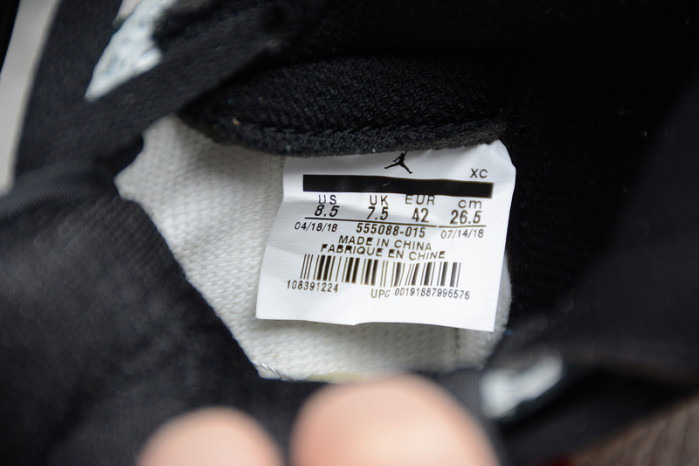 XC
US UK EUR cm
8.5 7.5 42 26.5
04/18/18 555088-015 07/14/18
MADE IN CHINA
FABRIQUE EN CHINE
108391224 UPC 00191887996576